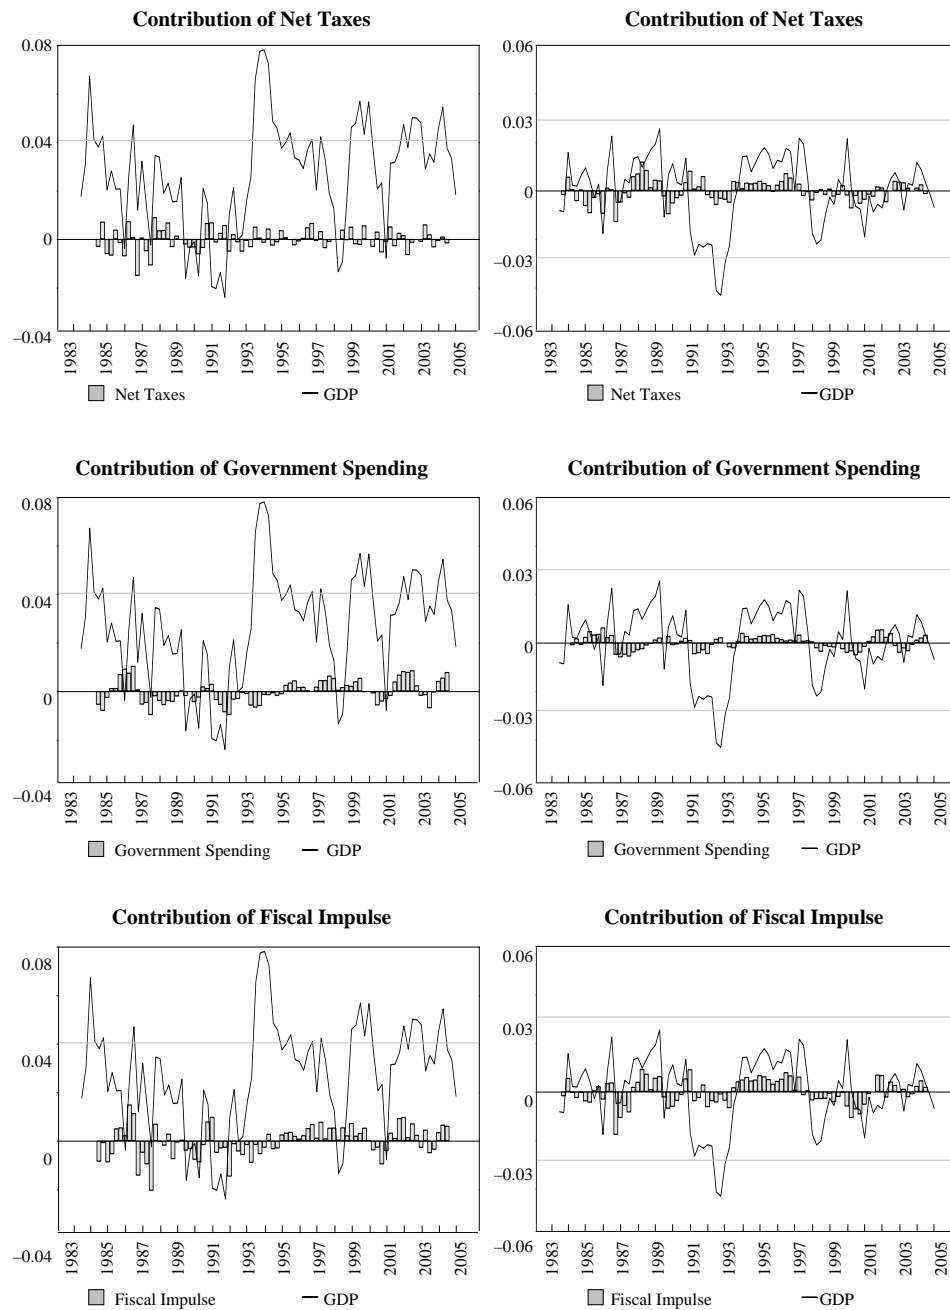 Contribution of Net Taxes
0.08
0.04
0
−0.04
1983 1985 1987 1989 1991 1993 1995 1997 1999 2001 2003 2005
Net Taxes GDP
Contribution of Net Taxes
0.06
0.03
0
−0.03
−0.06
1983 1985 1987 1989 1991 1993 1995 1997 1999 2001 2003 2005
Net Taxes GDP
Contribution of Government Spending
0.08
0.04
0
−0.04
1983 1985 1987 1989 1991 1993 1995 1997 1999 2001 2003 2005
Government Spending GDP
Contribution of Government Spending
0.06
0.03
0
−0.03
−0.06
1983 1985 1987 1989 1991 1993 1995 1997 1999 2001 2003 2005
Government Spending GDP
Contribution of Fiscal Impulse
0.08
0.04
0
−0.04
1983 1985 1987 1989 1991 1993 1995 1997 1999 2001 2003 2005
Fiscal Impulse GDP
Contribution of Fiscal Impulse
0.06
0.03
0
−0.03
−0.06
1983 1985 1987 1989 1991 1993 1995 1997 1999 2001 2003 2005
Fiscal Impulse GDP